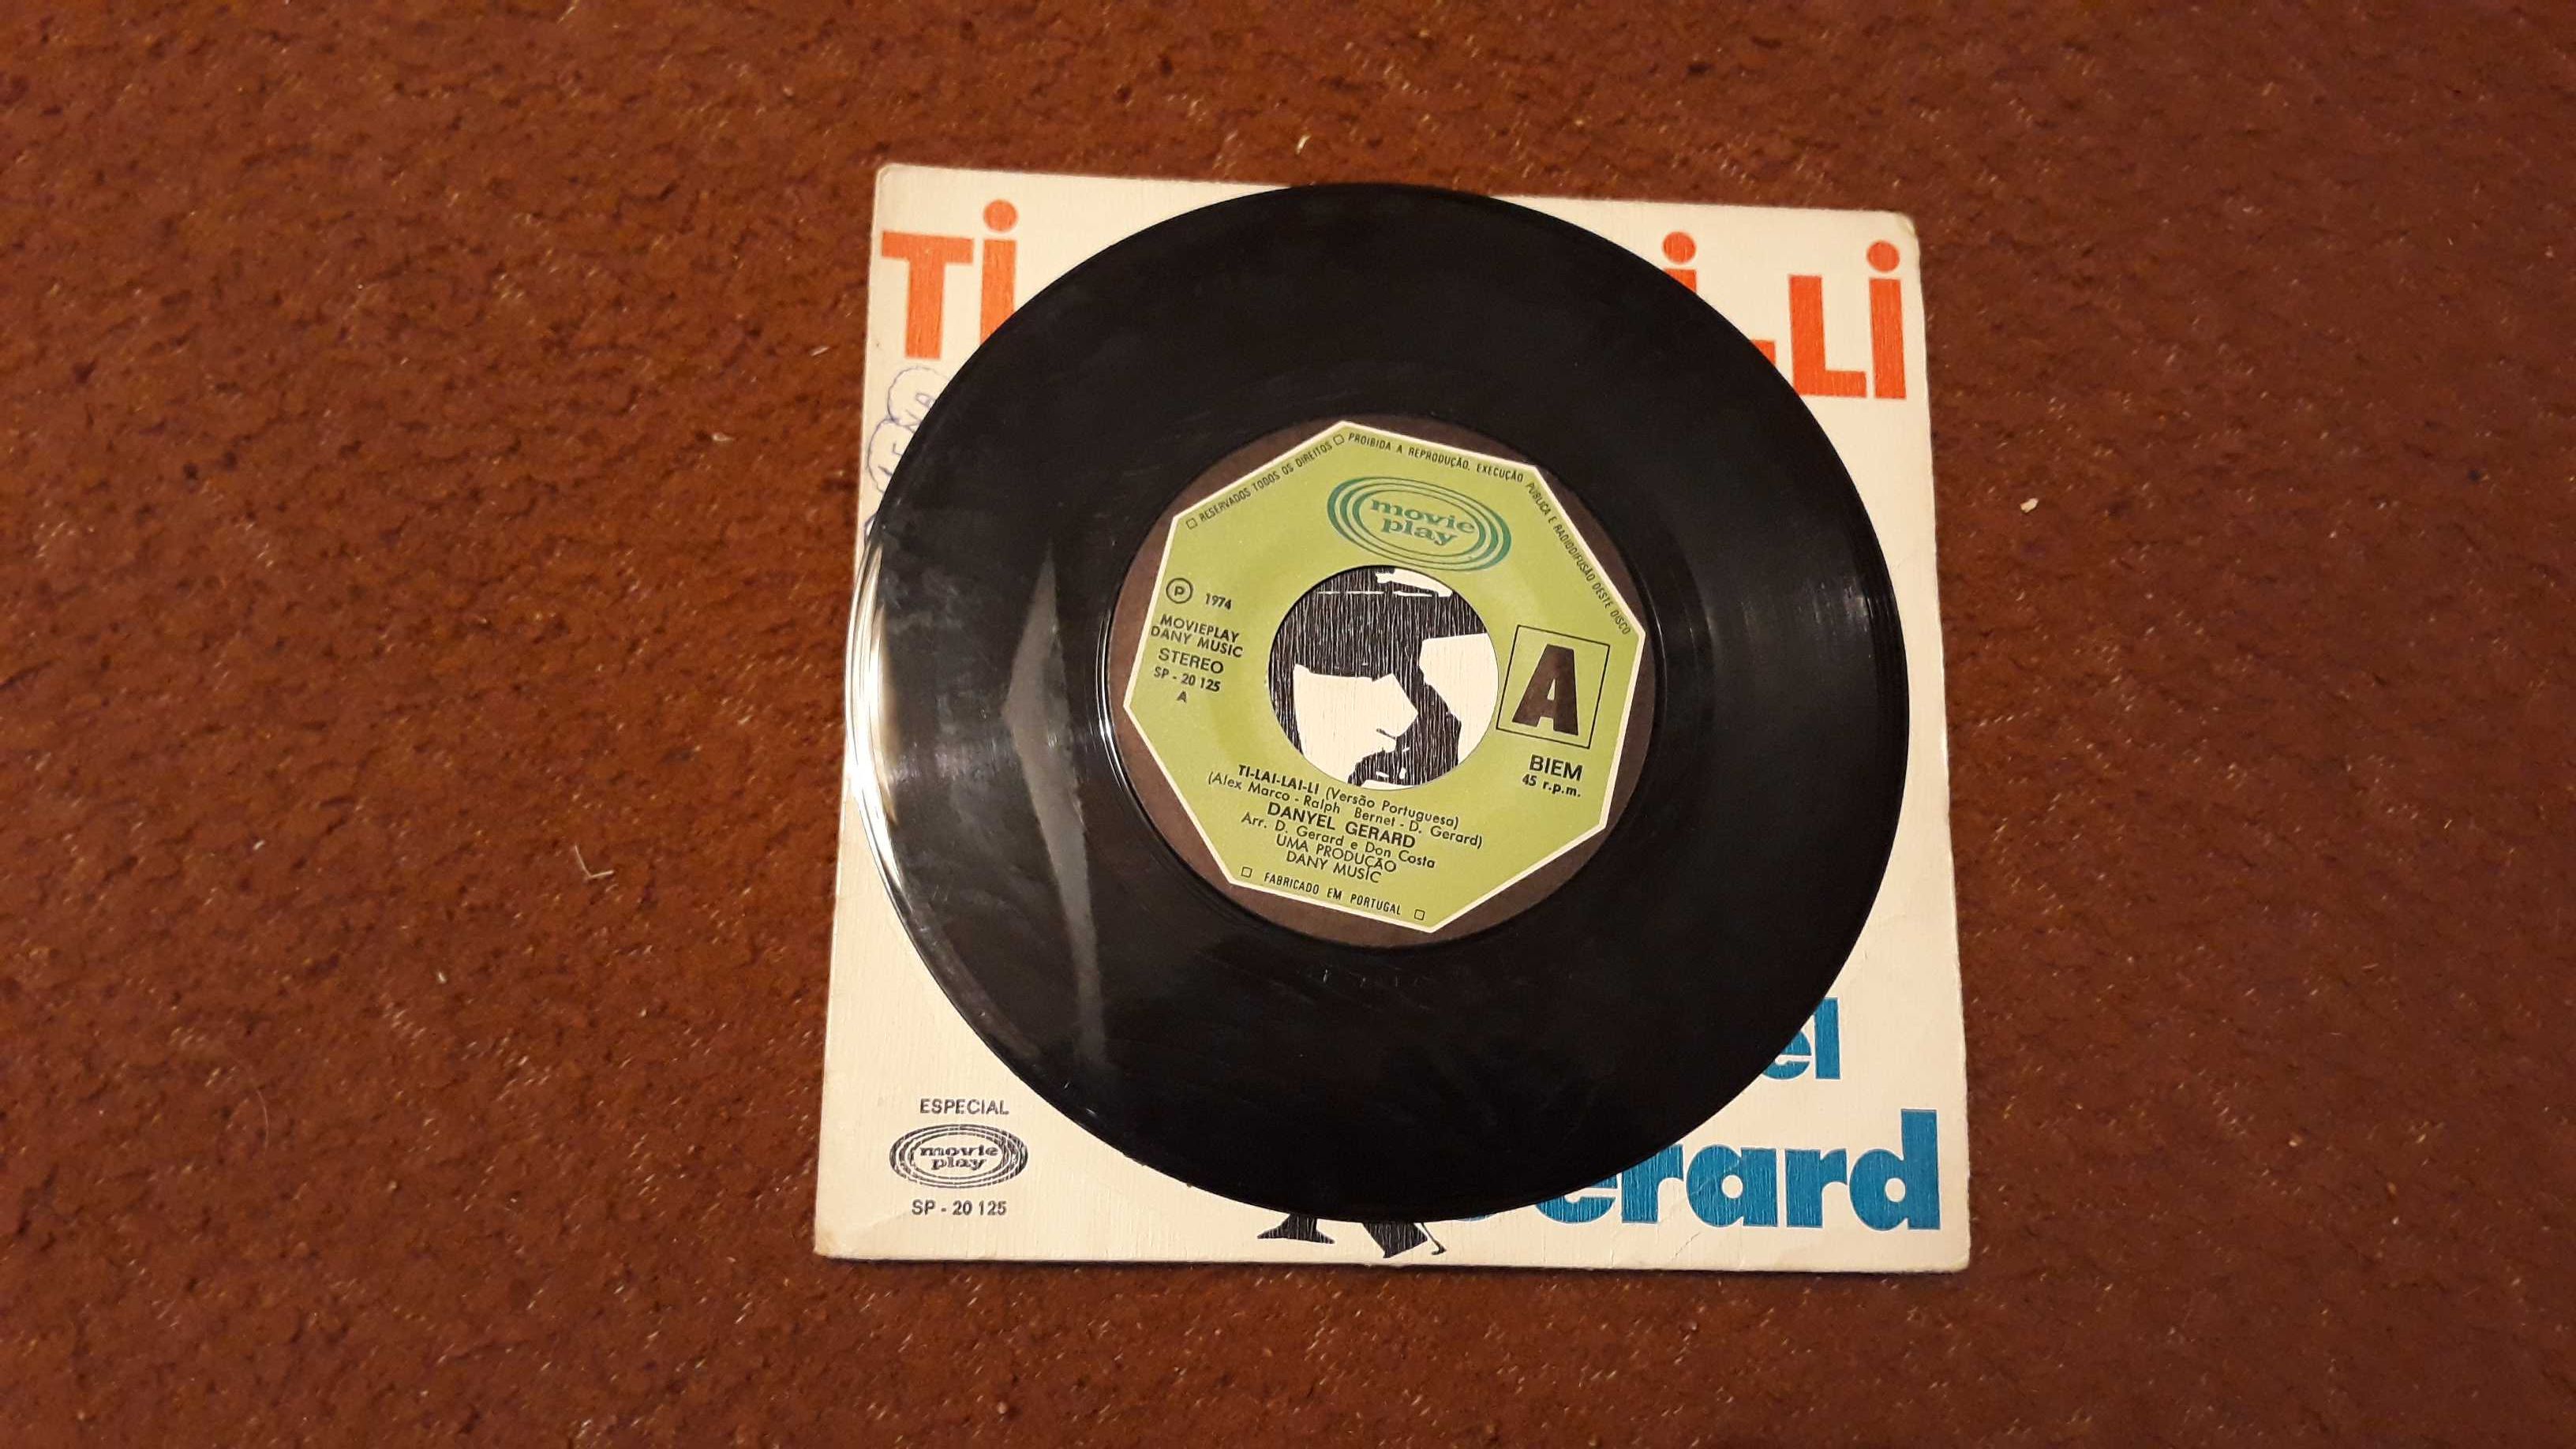 Ti
i-Li
RESERVADOS TODOS OS DIREITOS □ PROIBIDA A REPRODUÇÃO, EXECUÇÃO PÚBLICA E RADIODIFUSÃO DESTE DISCO
movie
play
Ⓟ 1974
MOVIEPLAY
DANY MUSIC
STEREO
SP - 20 125
A
A
BIEM
45 r.p.m.
TI-LAI-LAI-LI (Versão Portuguesa)
(Alex Marco - Ralph Bernet - D. Gerard)
DANYEL GERARD
Arr. D. Gerard e Don Costa
UMA PRODUÇÃO
DANY MUSIC
□ FABRICADO EM PORTUGAL □
el
erard
ESPECIAL
movie
play
SP - 20 125